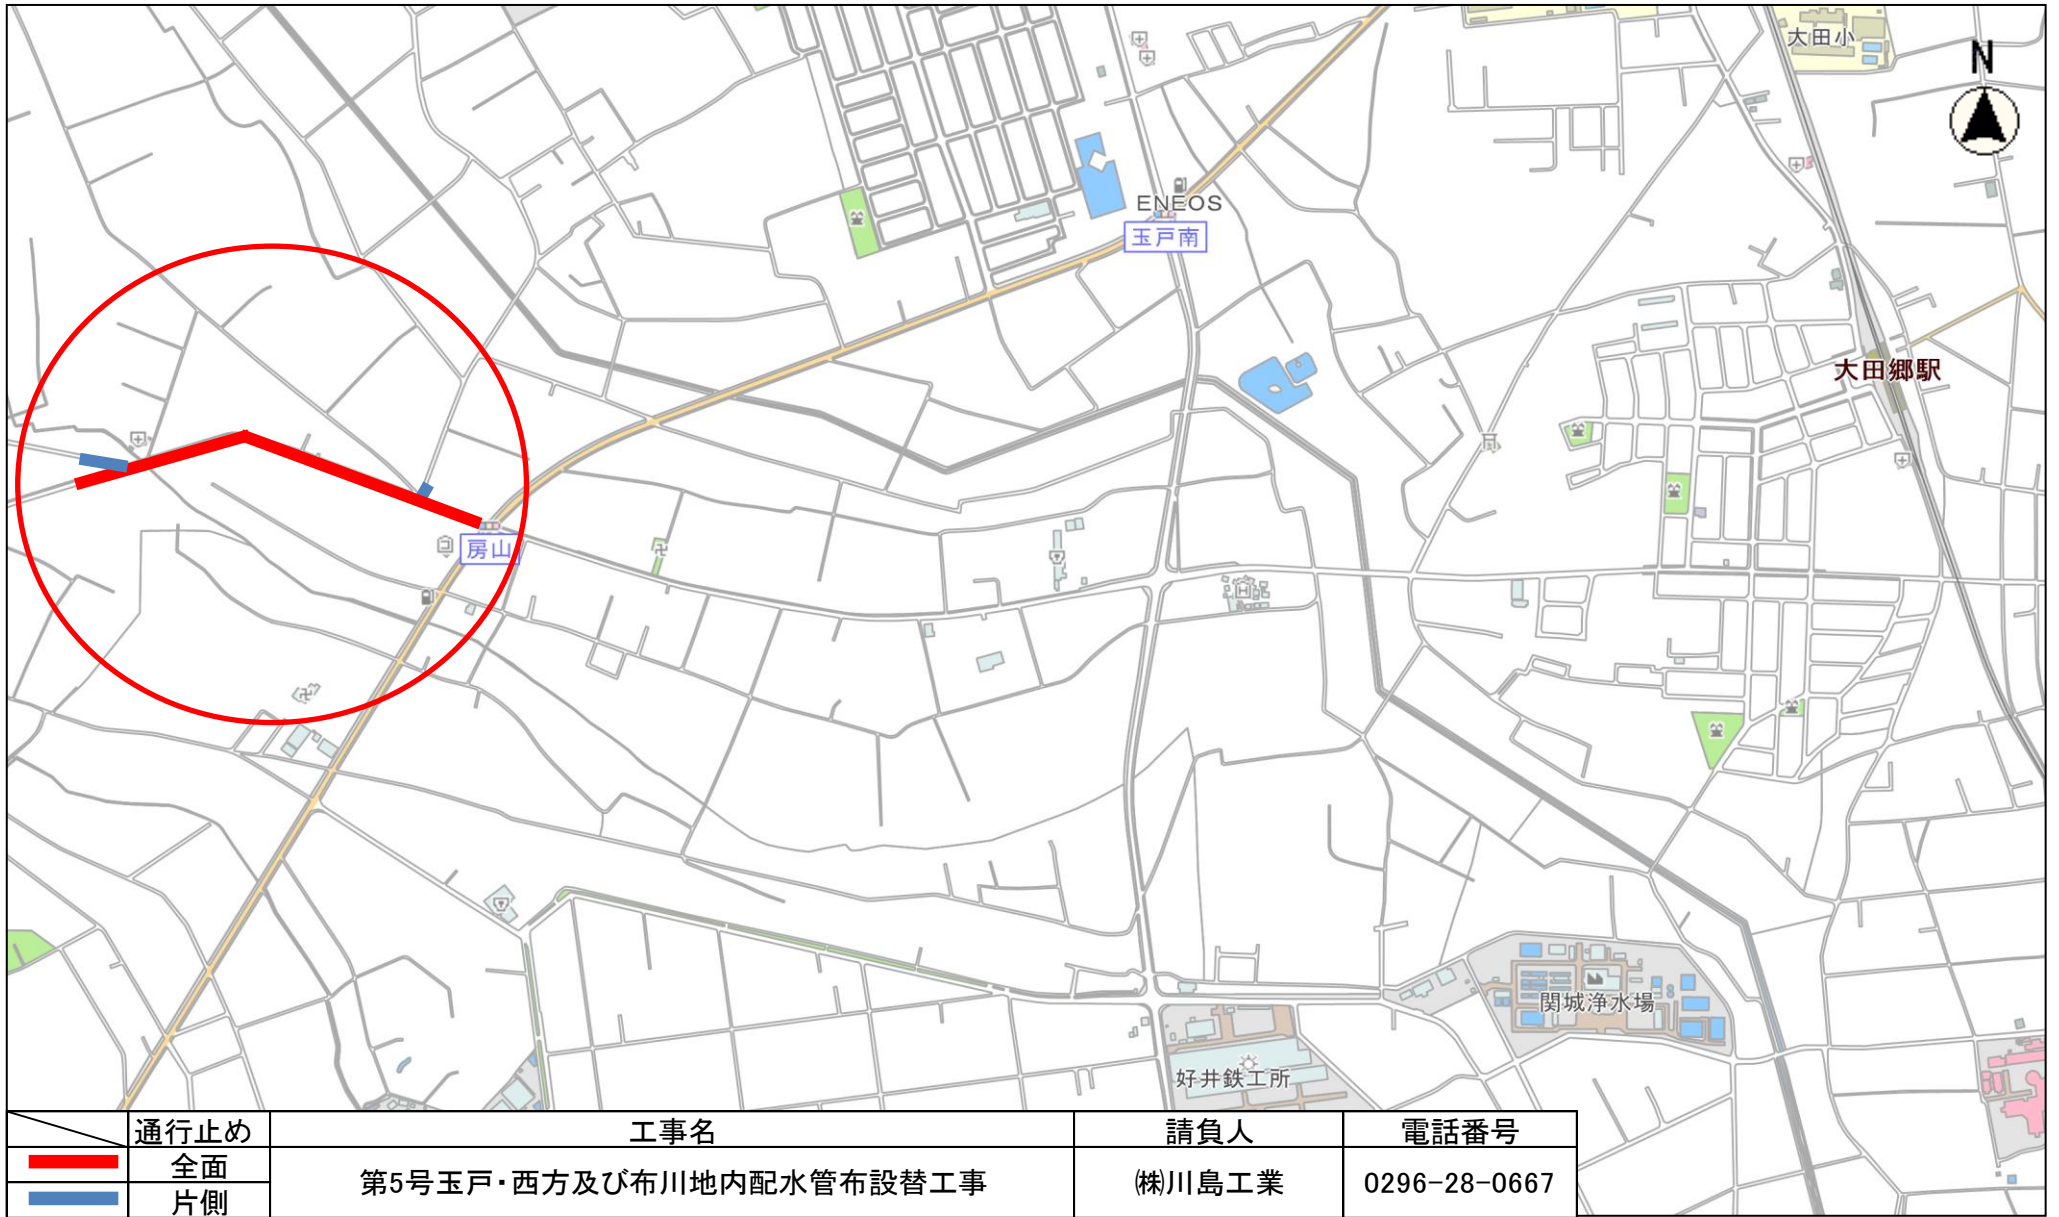 大田小
N
ENEOS
玉戸南
大田郷駅
房山
関城浄水場
好井鉄工所
通行止め 工事名 請負人 電話番号
全面
第5号玉戸・西方及び布川地内配水管布設替工事 ㈱川島工業 0296-28-0667
片側